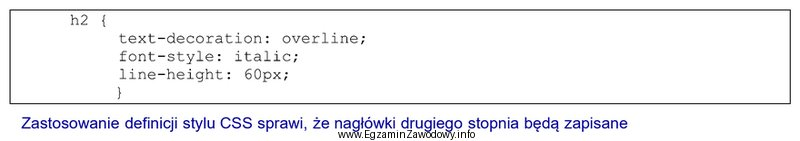 h2 {
text-decoration: overline;
font-style: italic;
line-height: 60px;
}
Zastosowanie definicji stylu CSS sprawi, że nagłówki drugiego stopnia będą zapisane
www.EgzaminZawodowy.info